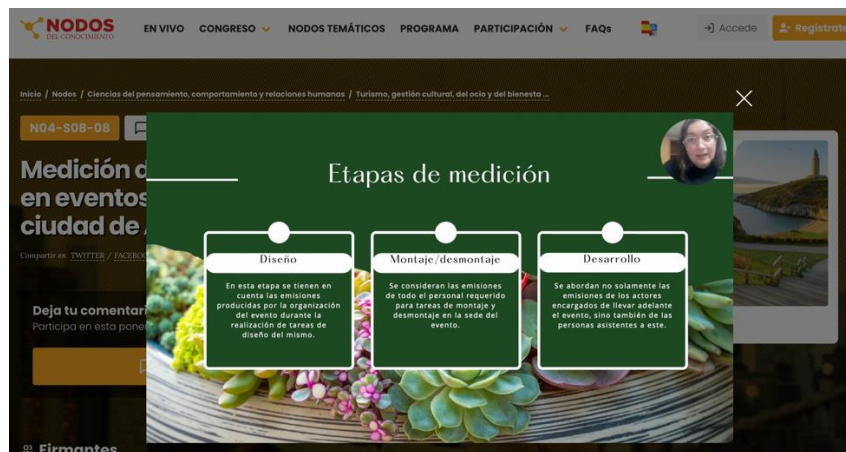 NODOS
DEL CONOCIMIENTO
EN VIVO CONGRESO NODOS TEMÁTICOS PROGRAMA PARTICIPACIÓN FAQs Accede Regístrate
Inicio / Nodos / Ciencias del pensamiento, comportamiento y relaciones humanas / Turismo, gestión cultural, del ocio y del bienesta ...
N04-S08-08
Medición d
en eventos
ciudad de
Compartir en TWITTER / FACEBO
Deja tu comentari
Participa en esta pone
Firmantes
Etapas de medición
Diseño
En esta etapa se tienen en
cuenta las emisiones
producidas por la organización
del evento durante la
realización de tareas de
diseño del mismo.
Montaje/desmontaje
Se consideran las emisiones
de todo el personal requerido
para tareas de montaje y
desmontaje en la sede del
evento.
Desarrollo
Se abordan no solamente las
emisiones de los actores
encargados de llevar adelante
el evento, sino también de las
personas asistentes a este.